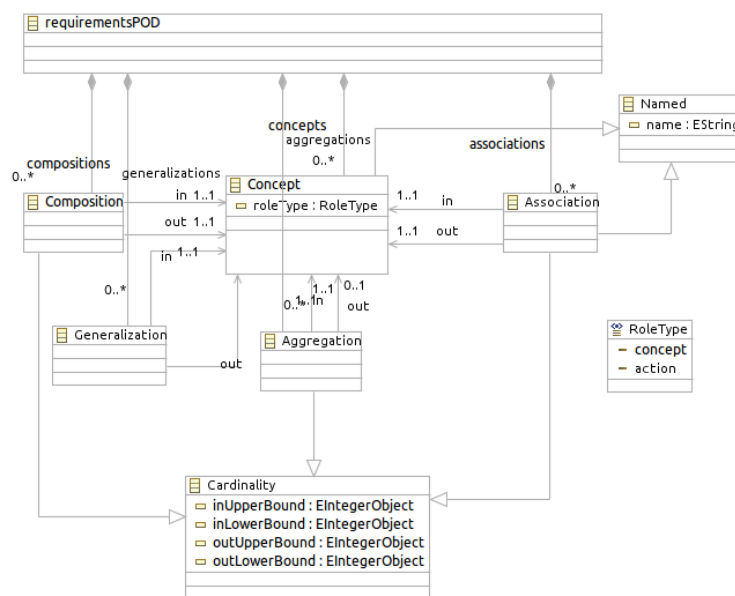 requirementsPOD
Named
name : EString
concepts
aggregations
associations
compositions
generalizations
0..*
0..*
0..*
Composition
in 1..1
Concept
roleType : RoleType
1..1
in
Association
out 1..1
1..1
out
in 1..1
0..*
1..1
0..1
0..*
in
out
Generalization
out
Aggregation
RoleType
concept
action
Cardinality
inUpperBound : EIntegerObject
inLowerBound : EIntegerObject
outUpperBound : EIntegerObject
outLowerBound : EIntegerObject